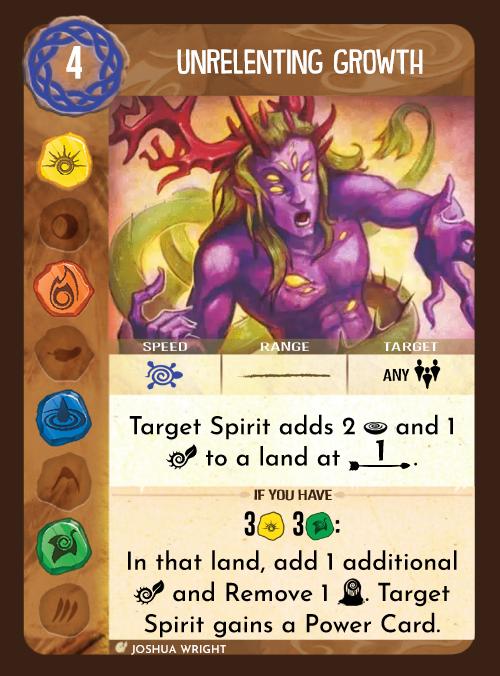 4
UNRELENTING GROWTH
SPEED RANGE TARGET
ANY
Target Spirit adds 2 and 1
to a land at 1.
IF YOU HAVE
3 3 :
In that land, add 1 additional
and Remove 1 . Target
Spirit gains a Power Card.
JOSHUA WRIGHT